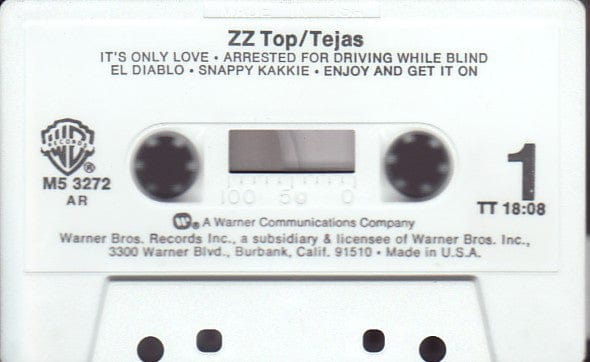 ZZ Top/Tejas
IT'S ONLY LOVE • ARRESTED FOR DRIVING WHILE BLIND
EL DIABLO • SNAPPY KAKKIE • ENJOY AND GET IT ON
WB
RECORDS
®
M5 3272
AR
100 50 0
1
TT 18:08
®, A Warner Communications Company
Warner Bros. Records Inc., a subsidiary & licensee of Warner Bros. Inc.,
3300 Warner Blvd., Burbank, Calif. 91510 • Made in U.S.A.